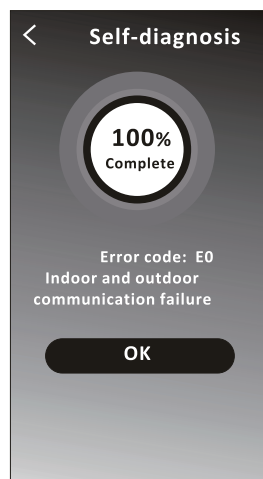 Self-diagnosis
100%
Complete
Error code: E0
Indoor and outdoor
communication failure
OK